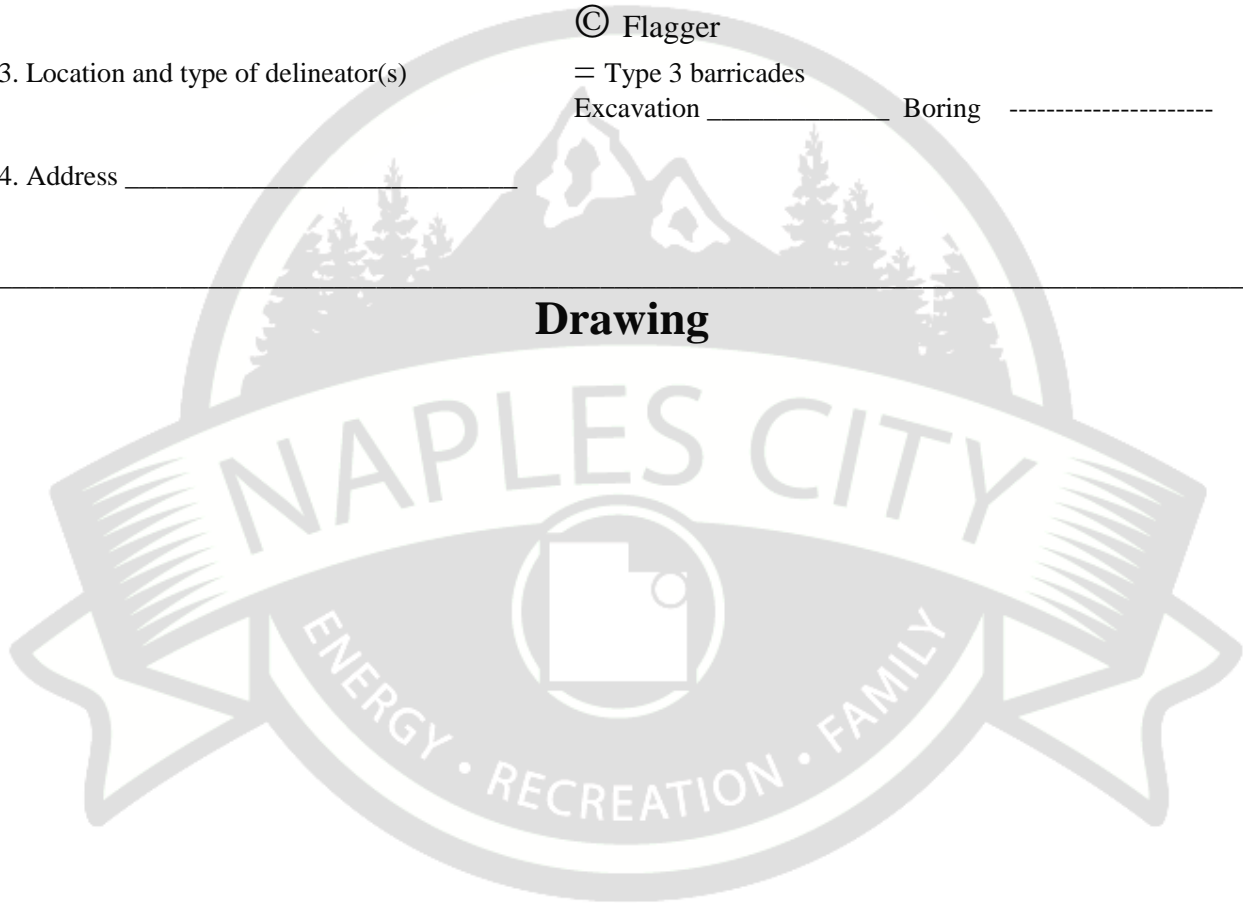 © Flagger
3. Location and type of delineator(s) = Type 3 barricades
Excavation _____________ Boring ----------------------
4. Address ____________________________
Drawing
NAPLES CITY
ENERGY • RECREATION • FAMILY